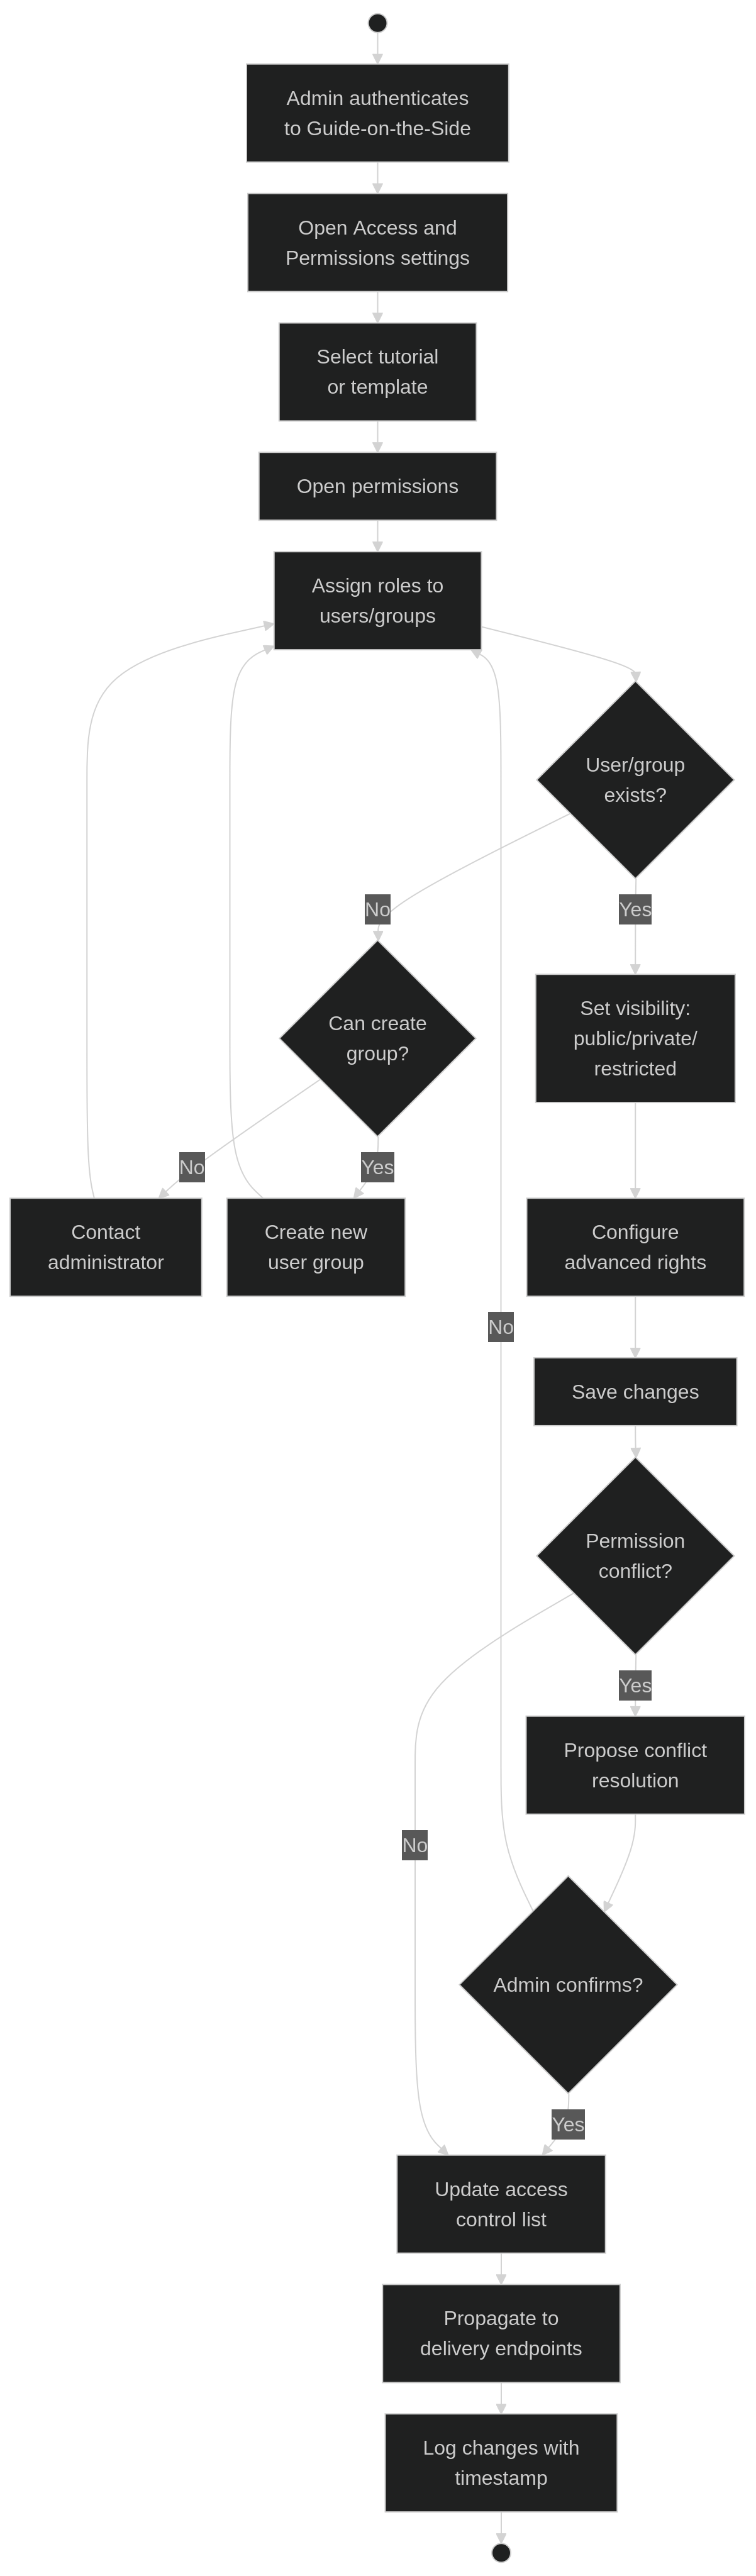 Admin authenticates
to Guide-on-the-Side
Open Access and
Permissions settings
Select tutorial
or template
Open permissions
Assign roles to
users/groups
User/group
exists?
No
Yes
Can create
group?
Set visibility:
public/private/
restricted
No
Yes
Contact
administrator
Create new
user group
Configure
advanced rights
No
Save changes
Permission
conflict?
Yes
Propose conflict
resolution
No
Admin confirms?
Yes
Update access
control list
Propagate to
delivery endpoints
Log changes with
timestamp